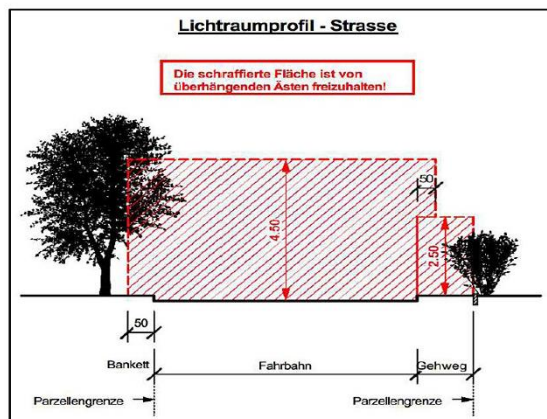 Lichtraumprofil - Strasse
Die schraffierte Fläche ist von
überhängenden Ästen freizuhalten!
50
4.50
2.50
50
Bankett
Fahrbahn
Gehweg
Parzellengrenze
Parzellengrenze